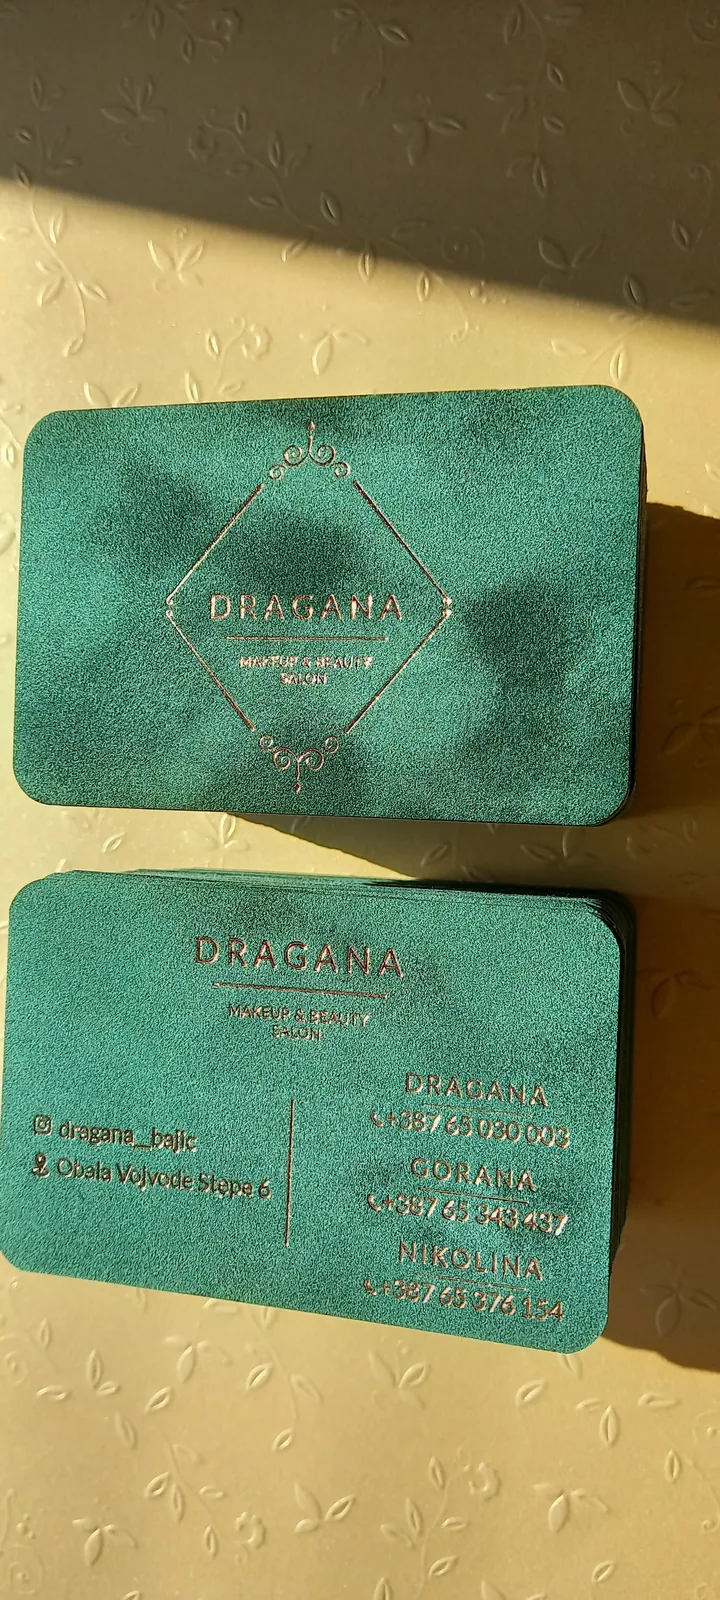 DRAGANA
MAKEUP & BEAUTY
SALON
DRAGANA
MAKEUP & BEAUTY
SALON
dragana_bajic
Obala Vojvode Stepe 6
DRAGANA
+387 65 030 003
GORANA
+387 65 343 437
NIKOLINA
+387 65 376 154